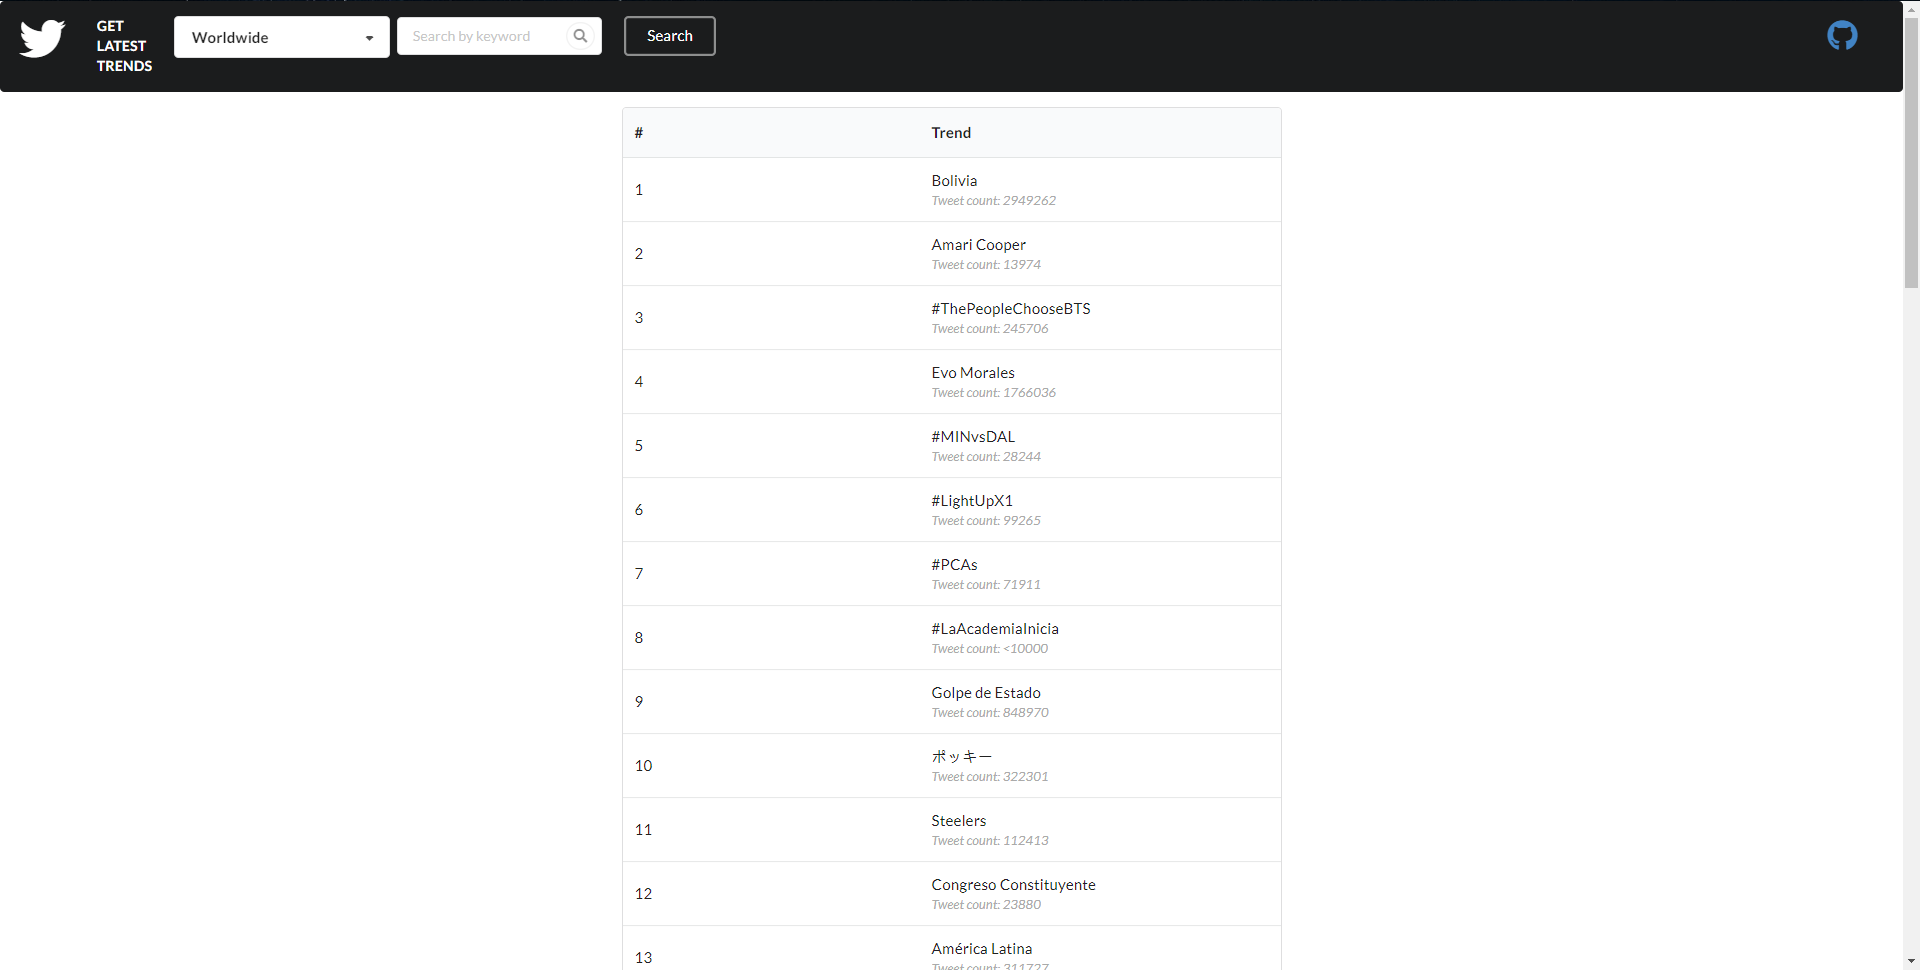 GET
LATEST
TRENDS
Worldwide
Search by keyword
Search
# Trend
1 Bolivia
Tweet count: 2949262
2 Amari Cooper
Tweet count: 13974
3 #ThePeopleChooseBTS
Tweet count: 245706
4 Evo Morales
Tweet count: 1766036
5 #MINvsDAL
Tweet count: 28244
6 #LightUpX1
Tweet count: 99265
7 #PCAs
Tweet count: 71911
8 #LaAcademiaInicia
Tweet count: <10000
9 Golpe de Estado
Tweet count: 848970
10 ポッキー
Tweet count: 322301
11 Steelers
Tweet count: 112413
12 Congreso Constituyente
Tweet count: 23880
13 América Latina
Tweet count: 311727